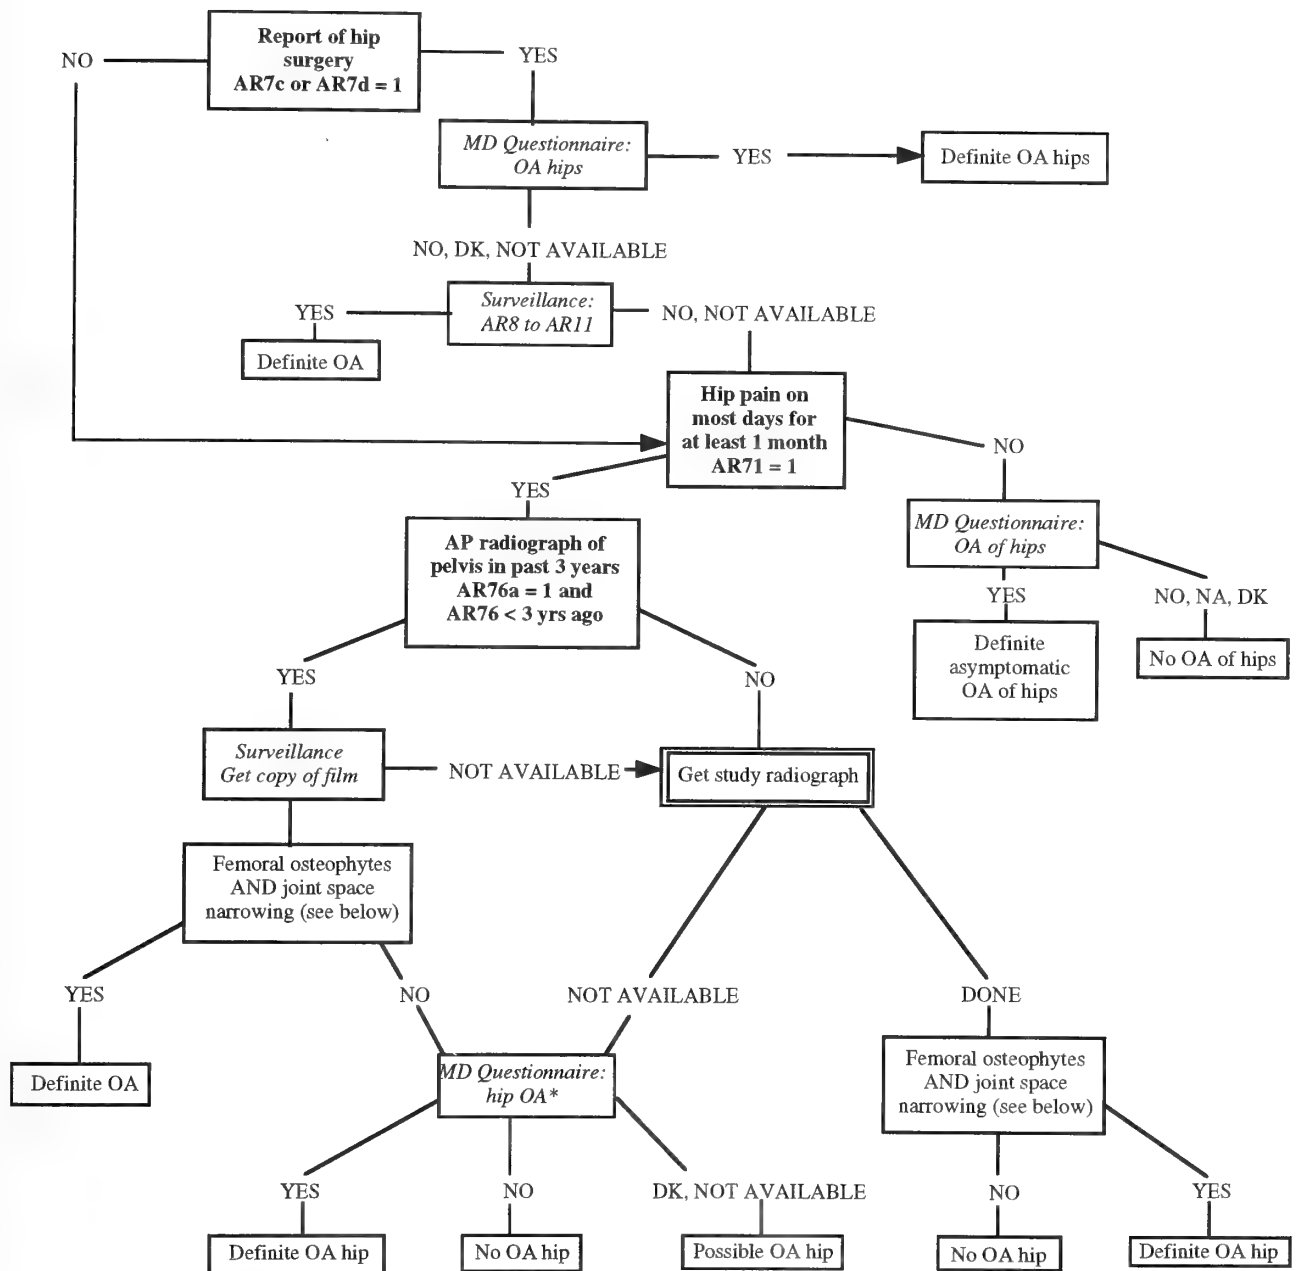 Report of hip
surgery
AR7c or AR7d = 1
NO
YES
MD Questionnaire:
OA hips
YES
Definite OA hips
NO, DK, NOT AVAILABLE
Surveillance:
AR8 to AR11
YES
NO, NOT AVAILABLE
Definite OA
Hip pain on
most days for
at least 1 month
AR71 = 1
NO
YES
MD Questionnaire:
OA of hips
AP radiograph of
pelvis in past 3 years
AR76a = 1 and
AR76 < 3 yrs ago
YES
NO, NA, DK
Definite
asymptomatic
OA of hips
No OA of hips
YES
NO
Surveillance
Get copy of film
NOT AVAILABLE
Get study radiograph
Femoral osteophytes
AND joint space
narrowing (see below)
YES
NO
NOT AVAILABLE
DONE
Definite OA
MD Questionnaire:
hip OA*
Femoral osteophytes
AND joint space
narrowing (see below)
YES
NO
DK, NOT AVAILABLE
NO
YES
Definite OA hip
No OA hip
Possible OA hip
No OA hip
Definite OA hip